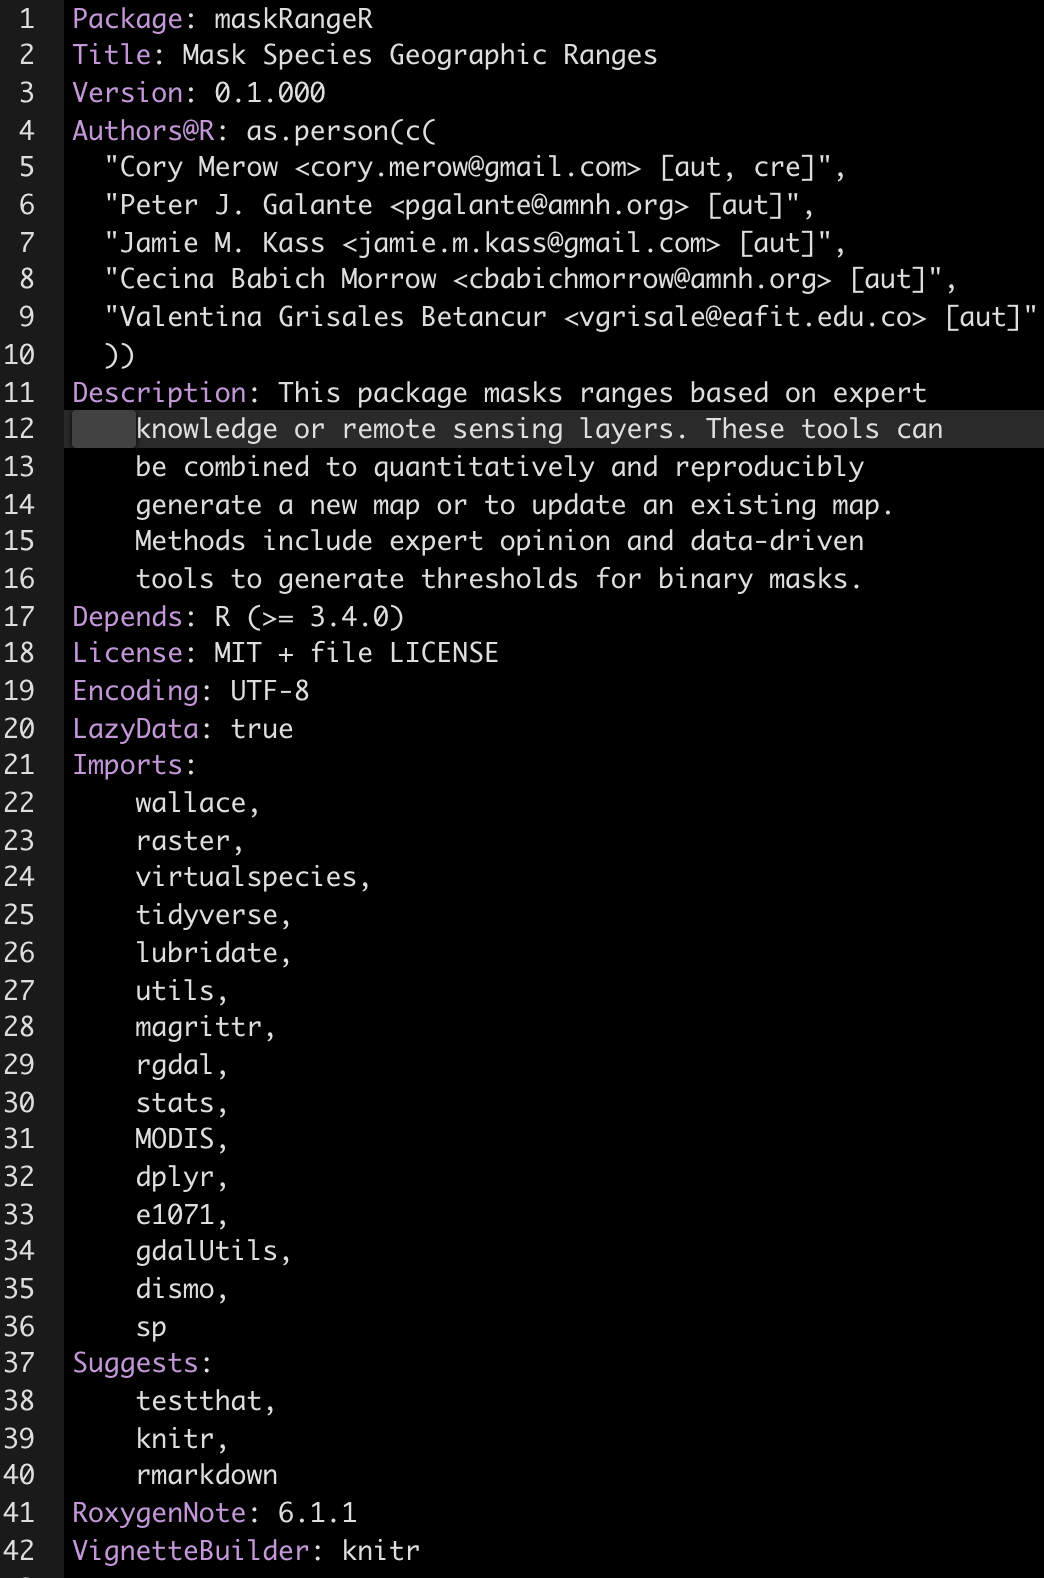 1 Package: maskRangeR
2 Title: Mask Species Geographic Ranges
3 Version: 0.1.000
4 Authors@R: as.person(c(
5 "Cory Merow <cory.merow@gmail.com> [aut, cre]",
6 "Peter J. Galante <pgalante@amnh.org> [aut]",
7 "Jamie M. Kass <jamie.m.kass@gmail.com> [aut]",
8 "Cecina Babich Morrow <cbabichmorrow@amnh.org> [aut]",
9 "Valentina Grisales Betancur <vgrisale@eafit.edu.co> [aut]"
10 ))
11 Description: This package masks ranges based on expert
12 knowledge or remote sensing layers. These tools can
13 be combined to quantitatively and reproducibly
14 generate a new map or to update an existing map.
15 Methods include expert opinion and data-driven
16 tools to generate thresholds for binary masks.
17 Depends: R (>= 3.4.0)
18 License: MIT + file LICENSE
19 Encoding: UTF-8
20 LazyData: true
21 Imports:
22 wallace,
23 raster,
24 virtualspecies,
25 tidyverse,
26 lubridate,
27 utils,
28 magrittr,
29 rgdal,
30 stats,
31 MODIS,
32 dplyr,
33 e1071,
34 gdalUtils,
35 dismo,
36 sp
37 Suggests:
38 testthat,
39 knitr,
40 rmarkdown
41 RoxygenNote: 6.1.1
42 VignetteBuilder: knitr